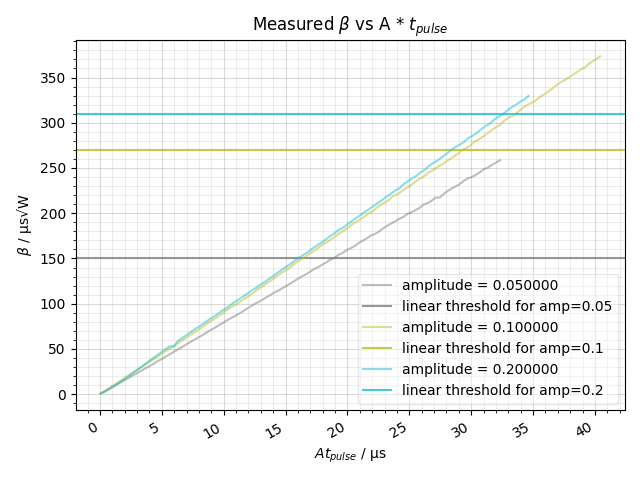 Measured β vs A * t_pulse
β / μs√W
350
300
250
200
150
100
50
0
amplitude = 0.050000
linear threshold for amp=0.05
amplitude = 0.100000
linear threshold for amp=0.1
amplitude = 0.200000
linear threshold for amp=0.2
0 5 10 15 20 25 30 35 40
At_pulse / μs